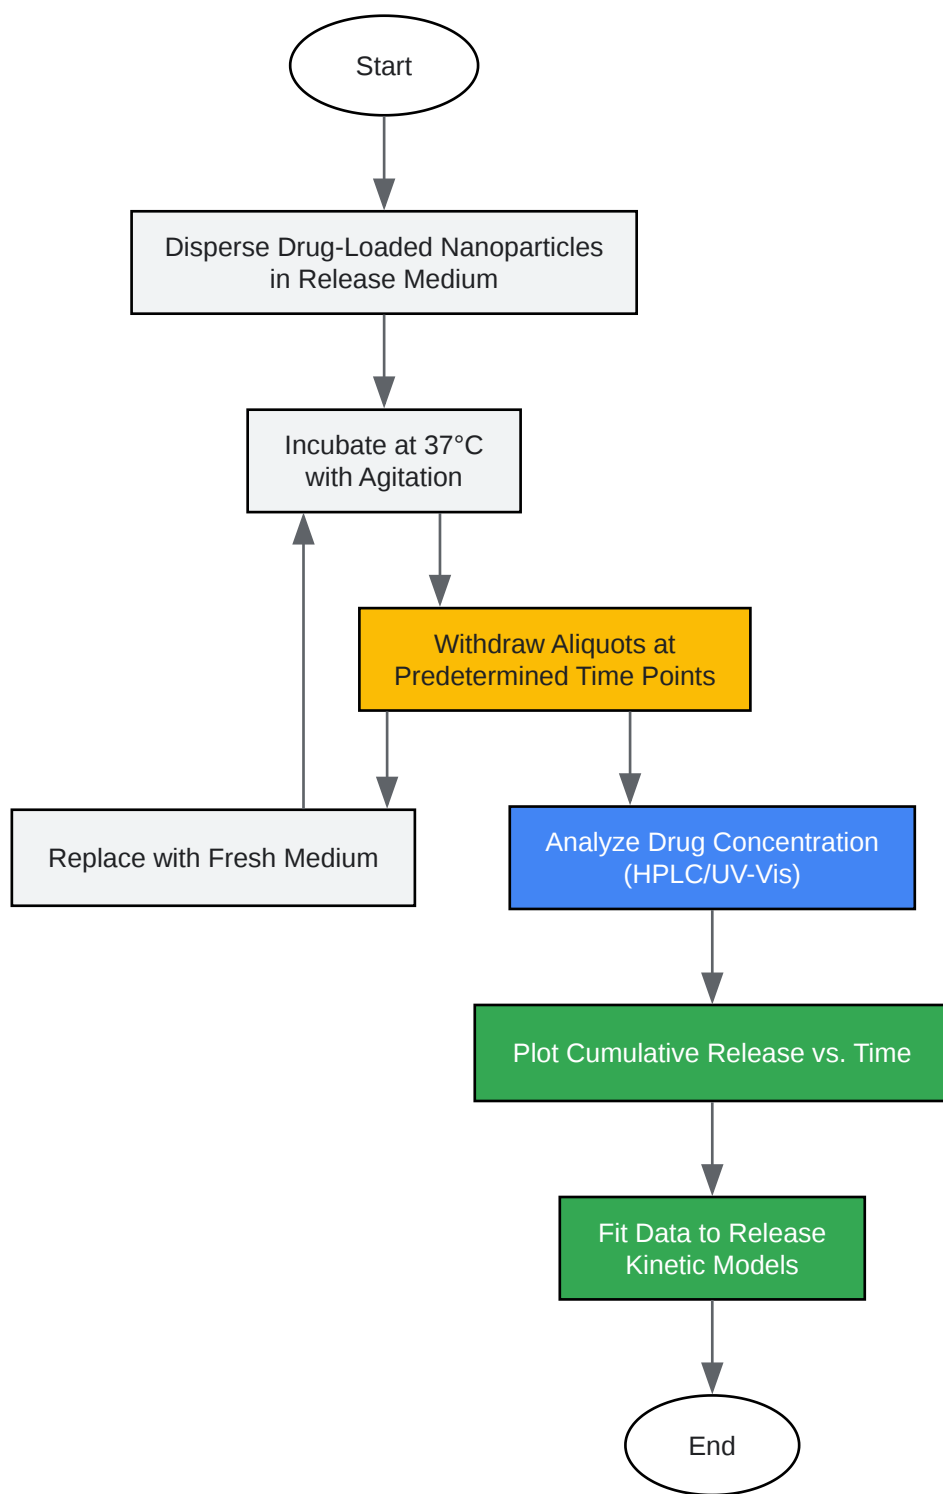 Start
Disperse Drug-Loaded Nanoparticles
in Release Medium
Incubate at 37°C
with Agitation
Withdraw Aliquots at
Predetermined Time Points
Replace with Fresh Medium
Analyze Drug Concentration
(HPLC/UV-Vis)
Plot Cumulative Release vs. Time
Fit Data to Release
Kinetic Models
End